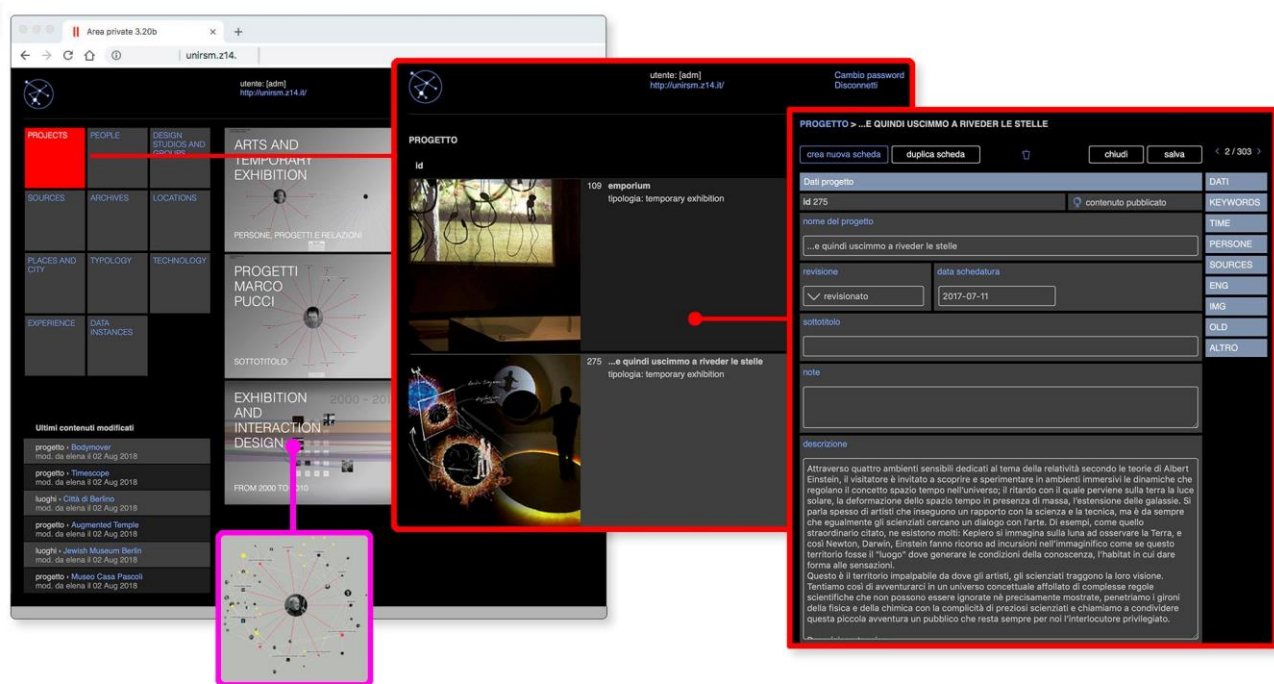 Area private 3.20b
unirsm.z14.
utente: [adm]
http://unirsm.z14.it/
PROJECTS
PEOPLE
DESIGN
STUDIOS AND
GROUPS
SOURCES
ARCHIVES
LOCATIONS
PLACES AND
CITY
TYPOLOGY
TECHNOLOGY
EXPERIENCE
DATA
INSTANCES
ARTS AND
TEMPORARY
EXHIBITION
PERSONE, PROGETTI E RELAZIONI
PROGETTI
MARCO
PUCCI
SOTTOTITOLO
EXHIBITION
AND
INTERACTION
DESIGN
FROM 2000 TO 2010
Ultimi contenuti modificati
progetto › Bodymover
mod. da elena il 02 Aug 2018
progetto › Timescope
mod. da elena il 02 Aug 2018
luoghi › Città di Berlino
mod. da elena il 02 Aug 2018
progetto › Augmented Temple
mod. da elena il 02 Aug 2018
luoghi › Jewish Museum Berlin
mod. da elena il 02 Aug 2018
progetto › Museo Casa Pascoli
mod. da elena il 02 Aug 2018
utente: [adm]
http://unirsm.z14.it/
Cambio password
Disconnetti
PROGETTO
id
109 emporium
tipologia: temporary exhibition
275 ...e quindi uscimmo a riveder le stelle
tipologia: temporary exhibition
PROGETTO > ...E QUINDI USCIMMO A RIVEDER LE STELLE
crea nuova scheda
duplica scheda
chiudi
salva
< 2 / 303 >
Dati progetto
Id 275
contenuto pubblicato
nome del progetto
...e quindi uscimmo a riveder le stelle
revisione
data schedatura
revisionato
2017-07-11
sottotitolo
note
descrizione
Attraverso quattro ambienti sensibili dedicati al tema della relatività secondo le teorie di Albert
Einstein, il visitatore è invitato a scoprire e sperimentare in ambienti immersivi le dinamiche che
regolano il concetto spazio tempo nell'universo; il ritardo con il quale perviene sulla terra la luce
solare, la deformazione dello spazio tempo in presenza di massa, l'estensione delle galassie. Si
parla spesso di artisti che inseguono un rapporto con la scienza e la tecnica, ma è da sempre
che egualmente gli scienziati cercano un dialogo con l'arte. Di esempi, come quello
straordinario citato, ne esistono molti: Keplero si immagina sulla luna ad osservare la Terra, e
così Newton, Darwin, Einstein fanno ricorso ad incursioni nell'immaginifico come se questo
territorio fosse il "luogo" dove generare le condizioni della conoscenza, l'habitat in cui dare
forma alle sensazioni.
Questo è il territorio impalpabile da dove gli artisti, gli scienziati traggono la loro visione.
Tentiamo così di avventurarci in un universo concettuale affollato di complesse regole
scientifiche che non possono essere ignorate nè precisamente mostrate, penetriamo i gironi
della fisica e della chimica con la complicità di preziosi scienziati e chiamiamo a condividere
questa piccola avventura un pubblico che resta sempre per noi l'interlocutore privilegiato.
DATI
KEYWORDS
TIME
PERSONE
SOURCES
ENG
IMG
OLD
ALTRO